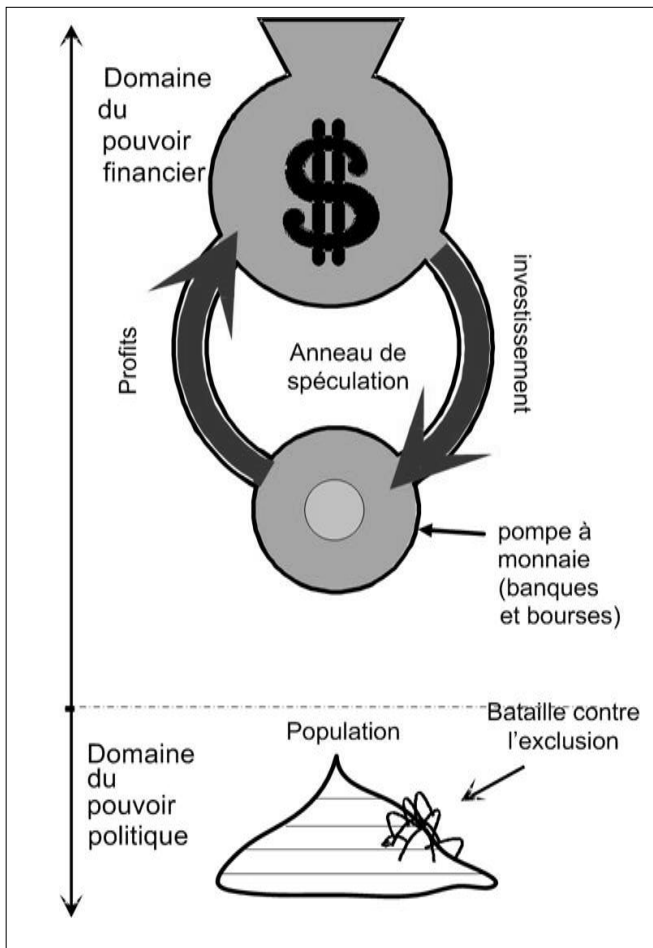 Domaine
du
pouvoir
financier
$
Profits
investissement
Anneau de
spéculation
pompe à
monnaie
(banques
et bourses)
Population
Bataille contre
l'exclusion
Domaine
du
pouvoir
politique